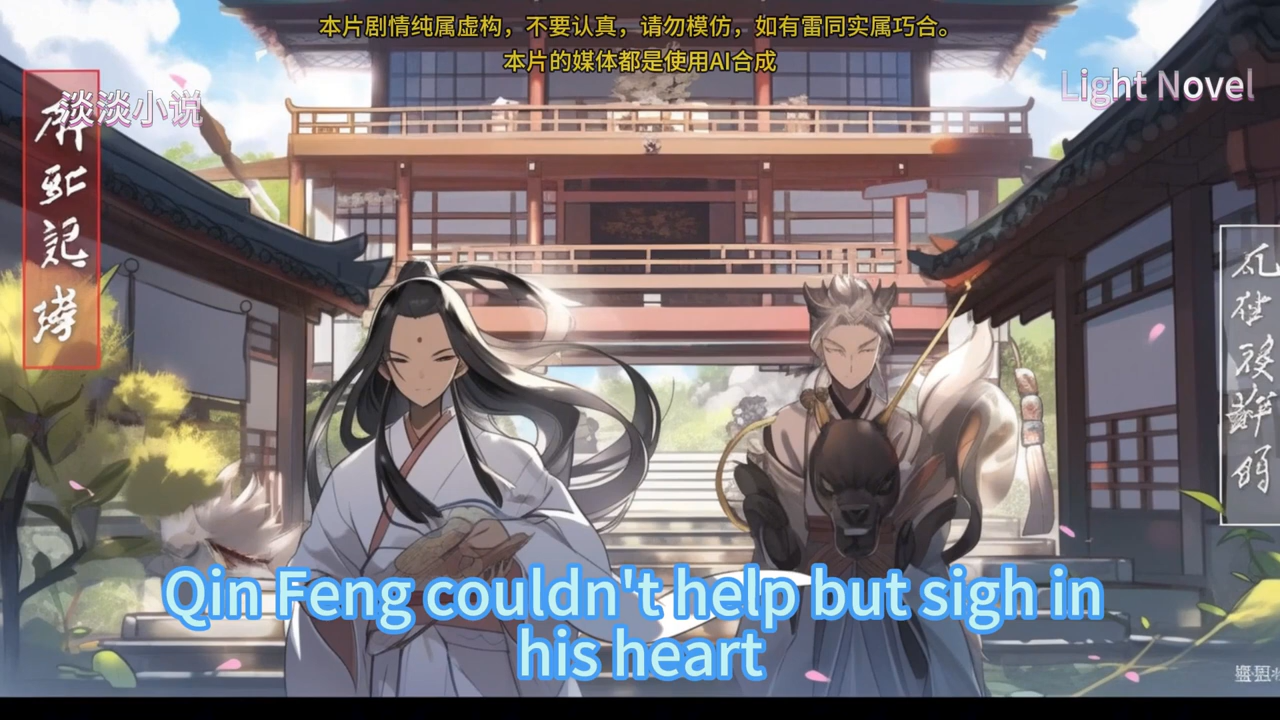 本片剧情纯属虚构，不要认真，请勿模仿，如有雷同实属巧合。
本片的媒体都是使用AI合成
淡淡小说
Light Novel
Qin Feng couldn't help but sigh in
his heart